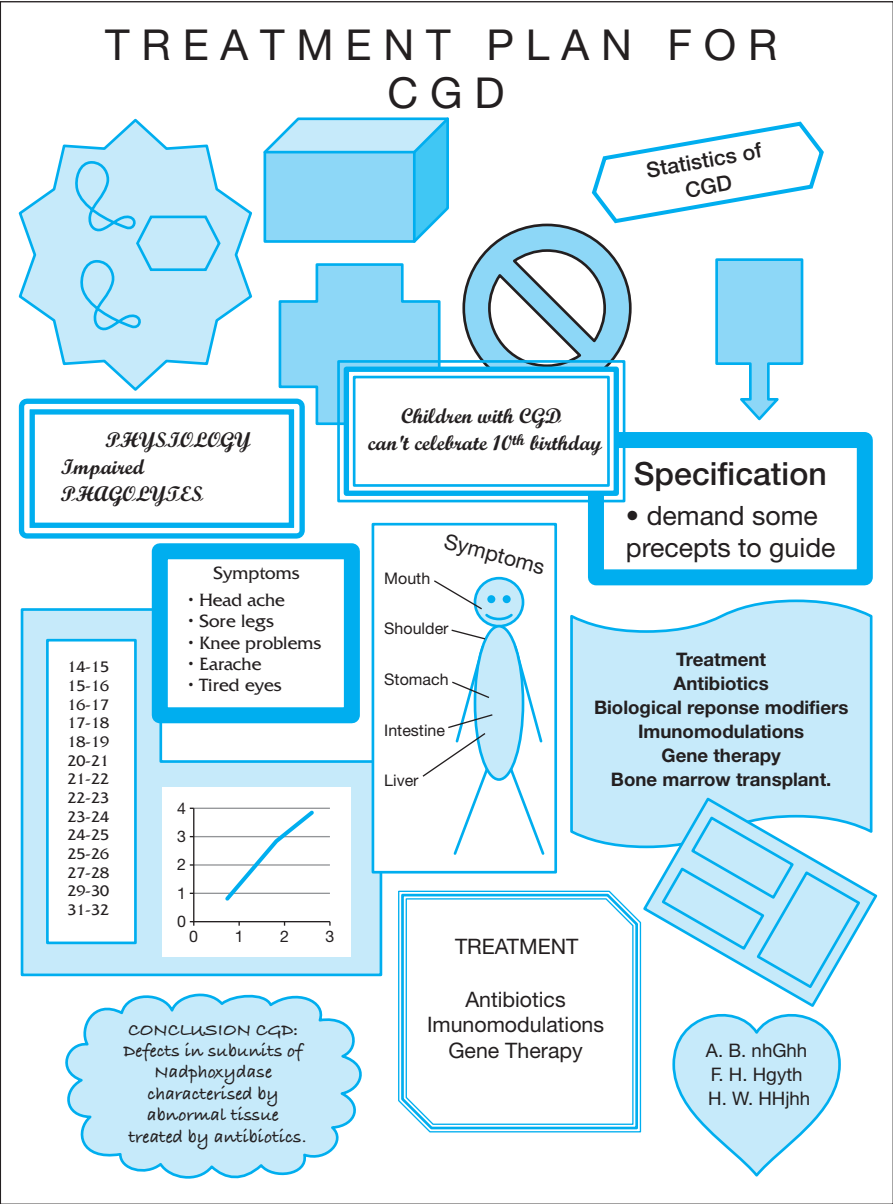 TREATMENT PLAN FOR
CGD
Statistics of
CGD
Children with CGD
can't celebrate 10th birthday
PHYSIOLOGY
Impaired
PHAGOLYTES
Specification
• demand some
precepts to guide
Symptoms
• Head ache
• Sore legs
• Knee problems
• Earache
• Tired eyes
Symptoms
Mouth
Shoulder
Stomach
Intestine
Liver
14-15
15-16
16-17
17-18
18-19
20-21
21-22
22-23
23-24
24-25
25-26
27-28
29-30
31-32
Treatment
Antibiotics
Biological reponse modifiers
Imunomodulations
Gene therapy
Bone marrow transplant.
4
3
2
1
0
0 1 2 3
TREATMENT
Antibiotics
Imunomodulations
Gene Therapy
CONCLUSION CGD:
Defects in subunits of
Nadphoxydase
characterised by
abnormal tissue
treated by antibiotics.
A. B. nhGhh
F. H. Hgyth
H. W. HHjhh